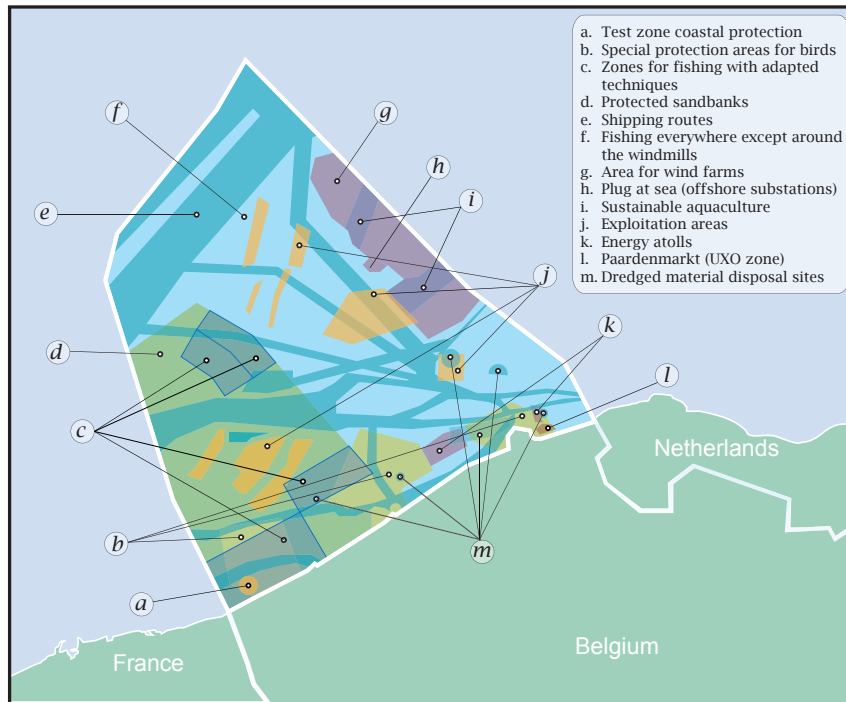 a. Test zone coastal protection
b. Special protection areas for birds
c. Zones for fishing with adapted
techniques
d. Protected sandbanks
e. Shipping routes
f. Fishing everywhere except around
the windmills
g. Area for wind farms
h. Plug at sea (offshore substations)
i. Sustainable aquaculture
j. Exploitation areas
k. Energy atolls
l. Paardenmarkt (UXO zone)
m. Dredged material disposal sites
f
g
h
e
i
j
k
d
l
c
b
m
a
Netherlands
Belgium
France